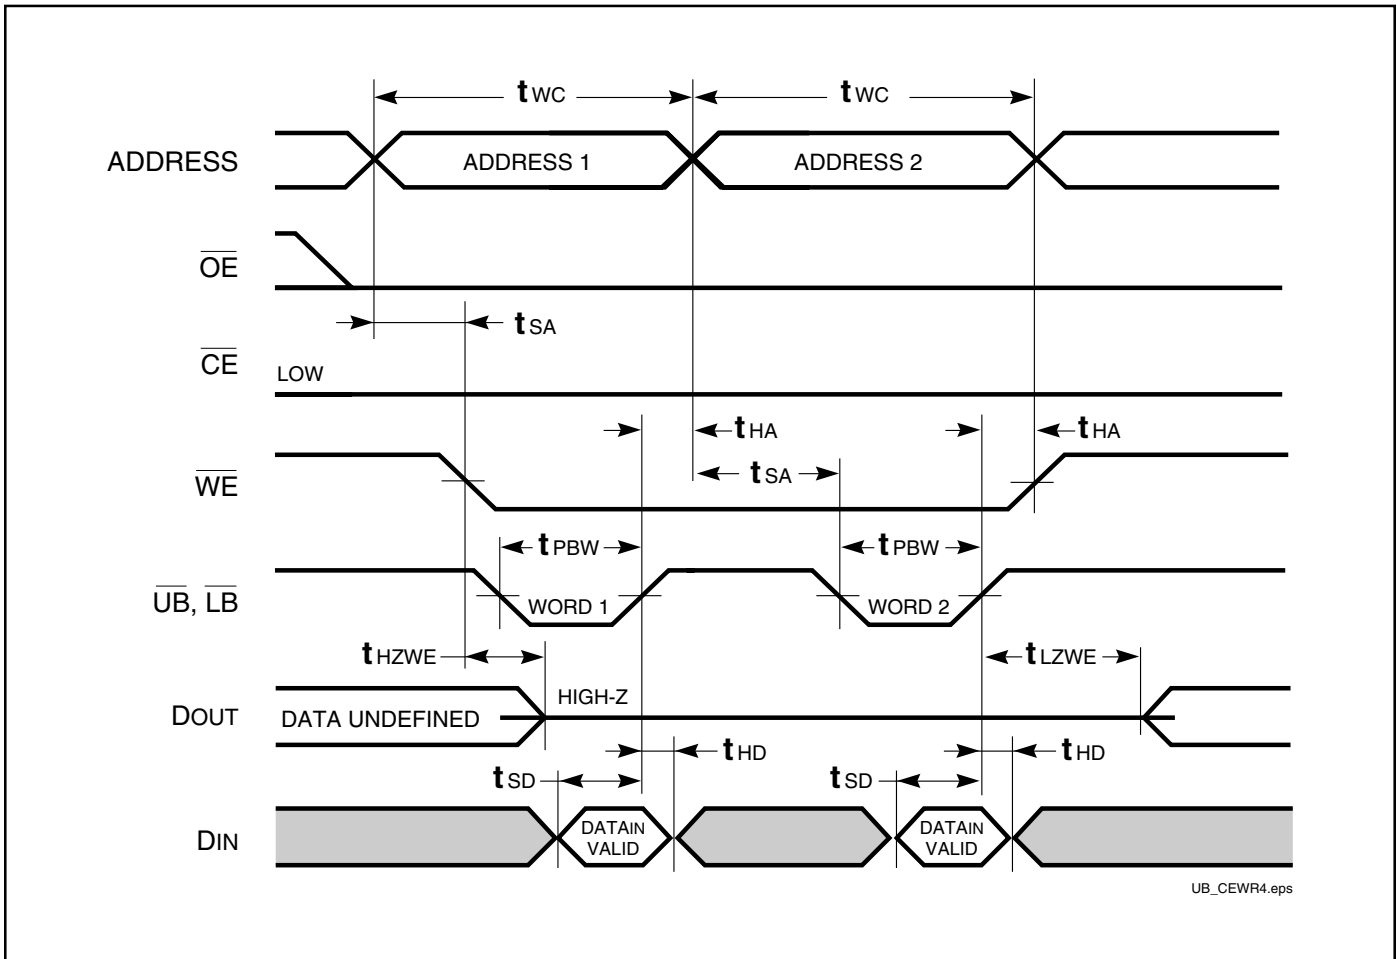 tWC tWC
ADDRESS ADDRESS 1 ADDRESS 2
OE
tSA
CE LOW
tHA tHA
WE tSA
tPBW tPBW
UB, LB WORD 1 WORD 2
tHZWE tLZWE
DOUT DATA UNDEFINED HIGH-Z
tHD tHD
tSD tSD
DIN DATAIN VALID DATAIN VALID
UB_CEWR4.eps